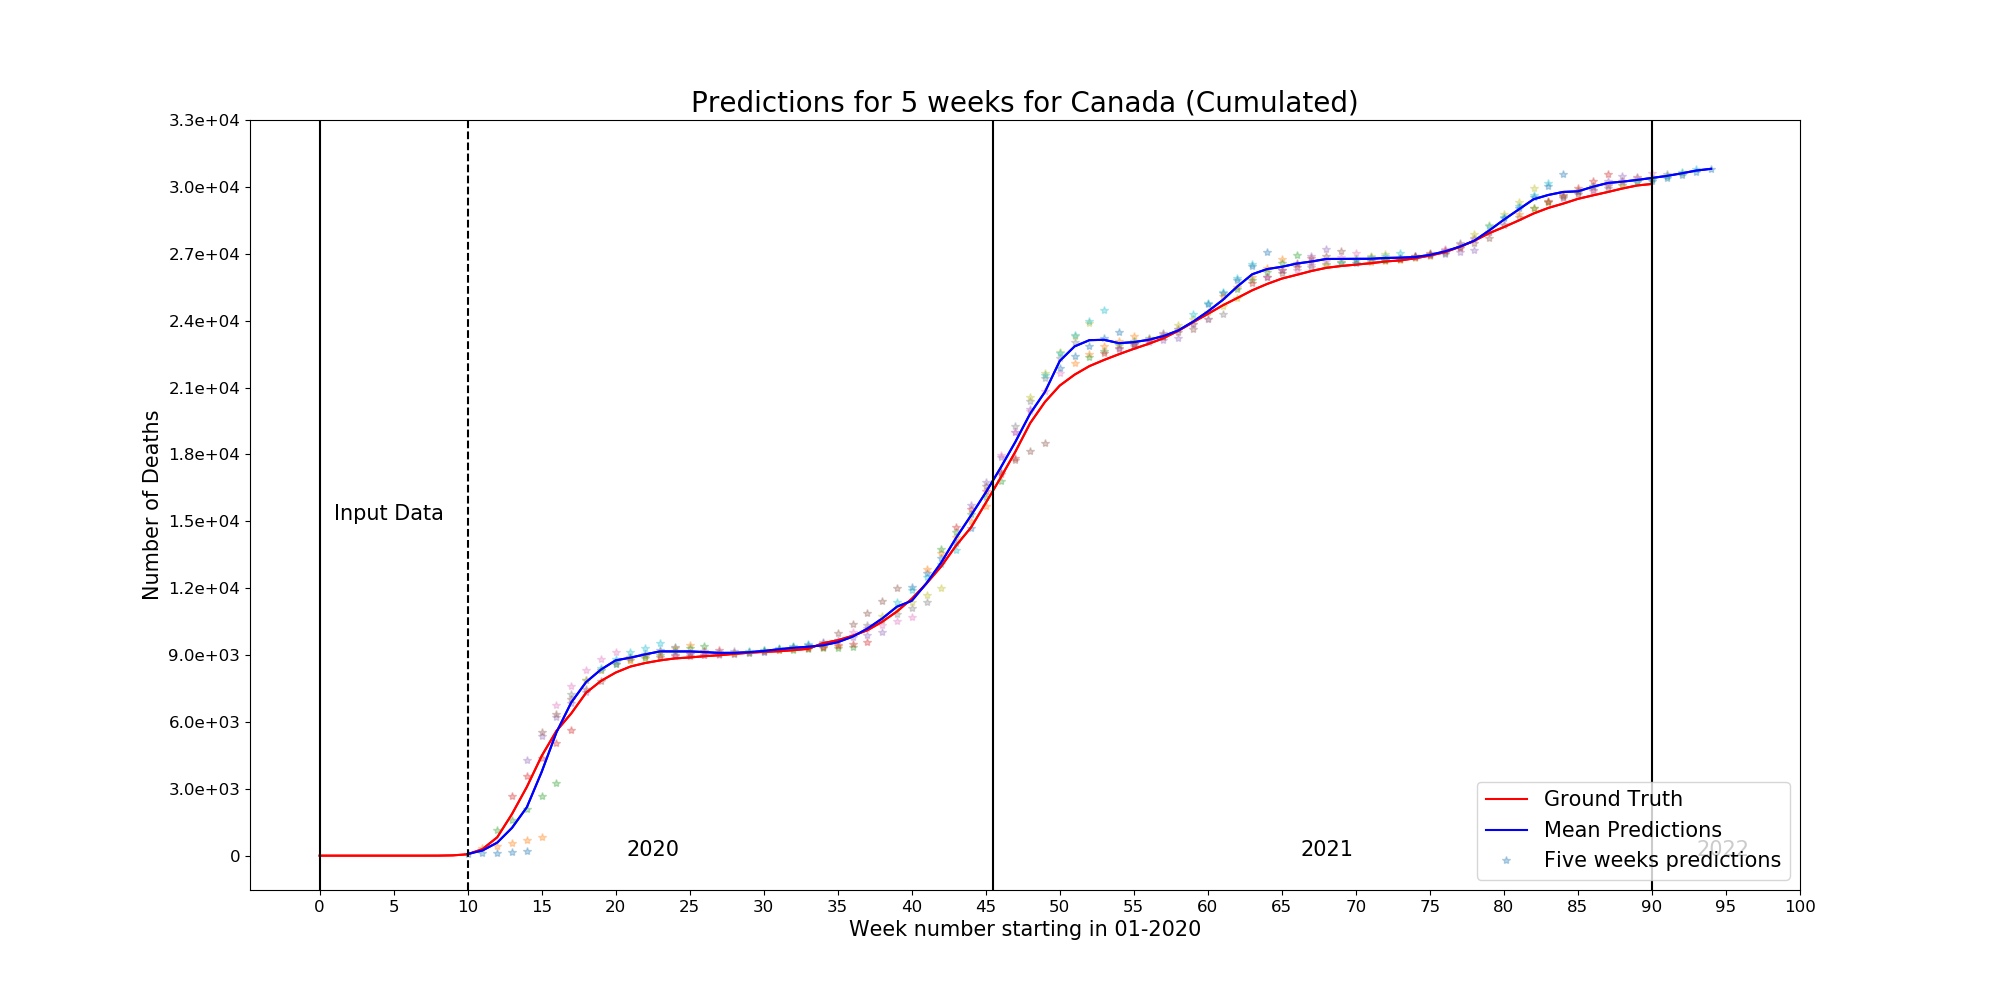 Predictions for 5 weeks for Canada (Cumulated)
3.3e+04
3.0e+04
2.7e+04
2.4e+04
2.1e+04
1.8e+04
1.5e+04
1.2e+04
9.0e+03
6.0e+03
3.0e+03
0
Number of Deaths
Input Data
2020
2021
2022
Ground Truth
Mean Predictions
Five weeks predictions
0 5 10 15 20 25 30 35 40 45 50 55 60 65 70 75 80 85 90 95 100
Week number starting in 01-2020